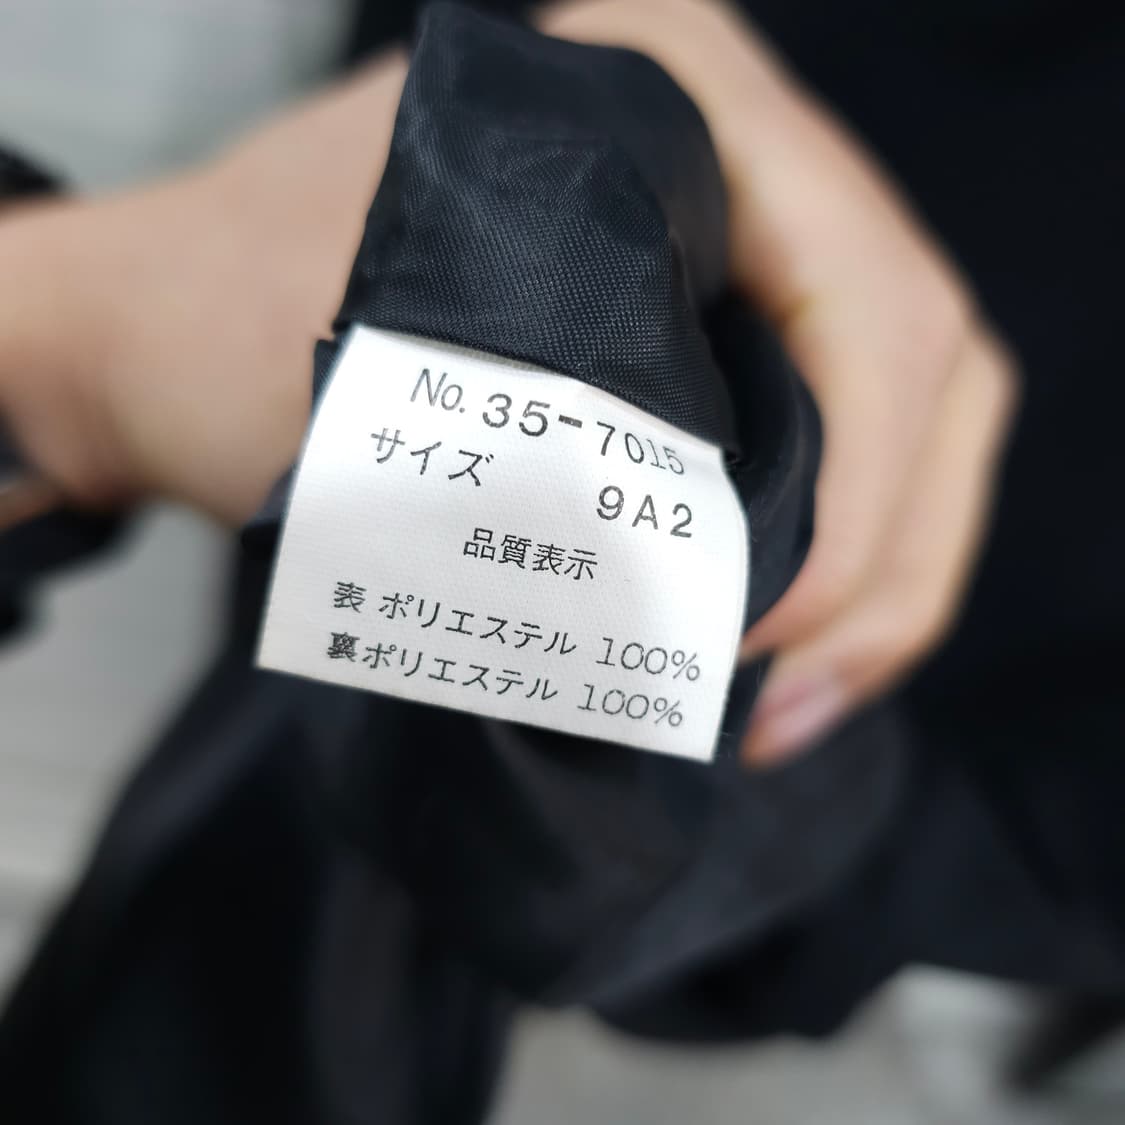 No. 35-7015
サイズ 9A2
品質表示
表 ポリエステル 100%
裏ポリエステル 100%